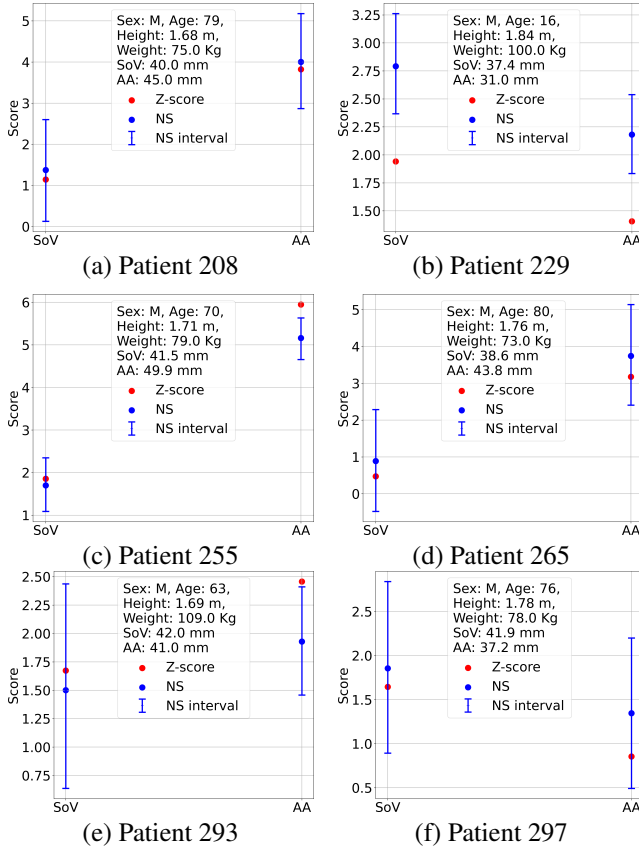 5
4
3
2
1
0
Score
Sex: M, Age: 79,
Height: 1.68 m,
Weight: 75.0 Kg
SoV: 40.0 mm
AA: 45.0 mm
Z-score
NS
NS interval
SoV
AA
(a) Patient 208
3.25
3.00
2.75
2.50
2.25
2.00
1.75
1.50
Score
Sex: M, Age: 16,
Height: 1.84 m,
Weight: 100.0 Kg
SoV: 37.4 mm
AA: 31.0 mm
Z-score
NS
NS interval
SoV
AA
(b) Patient 229
6
5
4
3
2
1
Score
Sex: M, Age: 70,
Height: 1.71 m,
Weight: 79.0 Kg
SoV: 41.5 mm
AA: 49.9 mm
Z-score
NS
NS interval
SoV
AA
(c) Patient 255
5
4
3
2
1
0
Score
Sex: M, Age: 80,
Height: 1.76 m,
Weight: 73.0 Kg
SoV: 38.6 mm
AA: 43.8 mm
Z-score
NS
NS interval
SoV
AA
(d) Patient 265
2.50
2.25
2.00
1.75
1.50
1.25
1.00
0.75
Score
Sex: M, Age: 63,
Height: 1.69 m,
Weight: 109.0 Kg
SoV: 42.0 mm
AA: 41.0 mm
Z-score
NS
NS interval
SoV
AA
(e) Patient 293
2.5
2.0
1.5
1.0
0.5
Score
Sex: M, Age: 76,
Height: 1.78 m,
Weight: 78.0 Kg
SoV: 41.9 mm
AA: 37.2 mm
Z-score
NS
NS interval
SoV
AA
(f) Patient 297